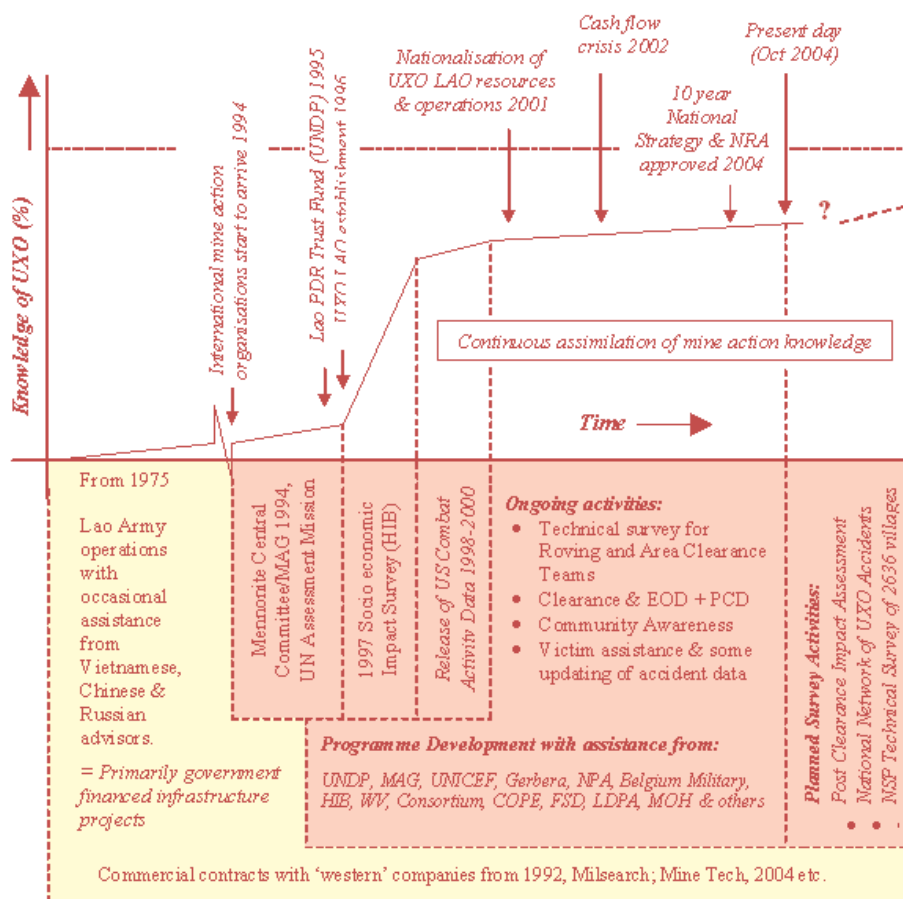 Knowledge of UXO (%)
International mine action
organisations start to arrive 1994
Lao PDR Trust Fund (UNDP) 1995
UXO LAO establishment 1996
Nationalisation of
UXO LAO resources
& operations 2001
Cash flow
crisis 2002
10 year
National
Strategy & NRA
approved 2004
Present day
(Oct 2004)
?
Continuous assimilation of mine action knowledge
Time
From 1975
Lao Army
operations
with
occasional
assistance
from
Vietnamese,
Chinese &
Russian
advisors.
= Primarily government
financed infrastructure
projects
Mennonite Central
Committee/MAG 1994,
UN Assessment Mission
1997 Socio economic
Impact Survey (HIB)
Release of US Combat
Activity Data 1998-2000
Ongoing activities:
• Technical survey for
Roving and Area Clearance
Teams
• Clearance & EOD + PCD
• Community Awareness
• Victim assistance & some
updating of accident data
Programme Development with assistance from:
UNDP, MAG, UNICEF, Gerbera, NPA, Belgium Military,
HIB, WV, Consortium, COPE, FSD, LDPA, MOH & others
Planned Survey Activities:
• Post Clearance Impact Assessment
• National Network of UXO Accidents
• NSP Technical Survey of 2636 villages
Commercial contracts with ‘western’ companies from 1992, Milsearch; Mine Tech, 2004 etc.